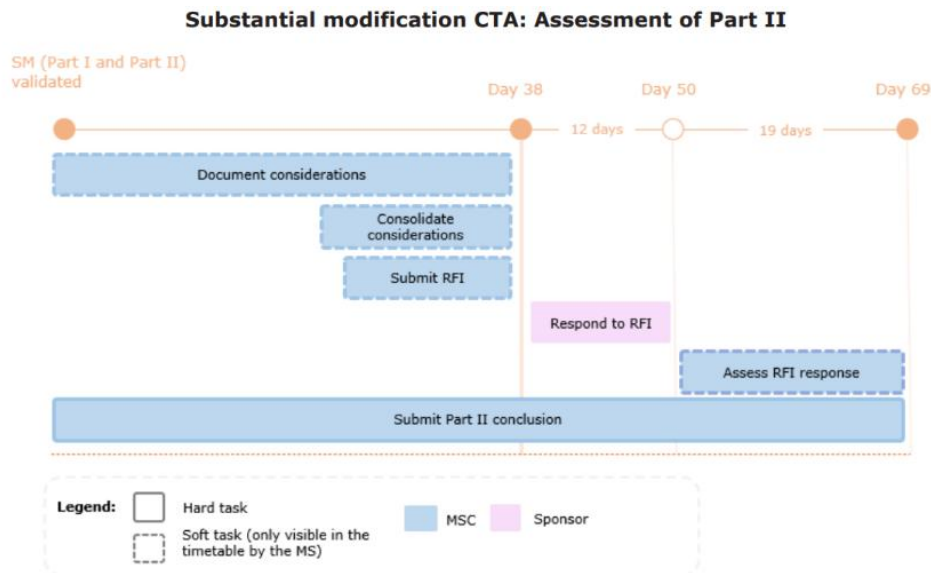 Substantial modification CTA: Assessment of Part II
SM (Part I and Part II)
validated
Day 38
Day 50
Day 69
12 days
19 days
Document considerations
Consolidate
considerations
Submit RFI
Respond to RFI
Assess RFI response
Submit Part II conclusion
Legend:
Hard task
Soft task (only visible in the
timetable by the MS)
MSC
Sponsor